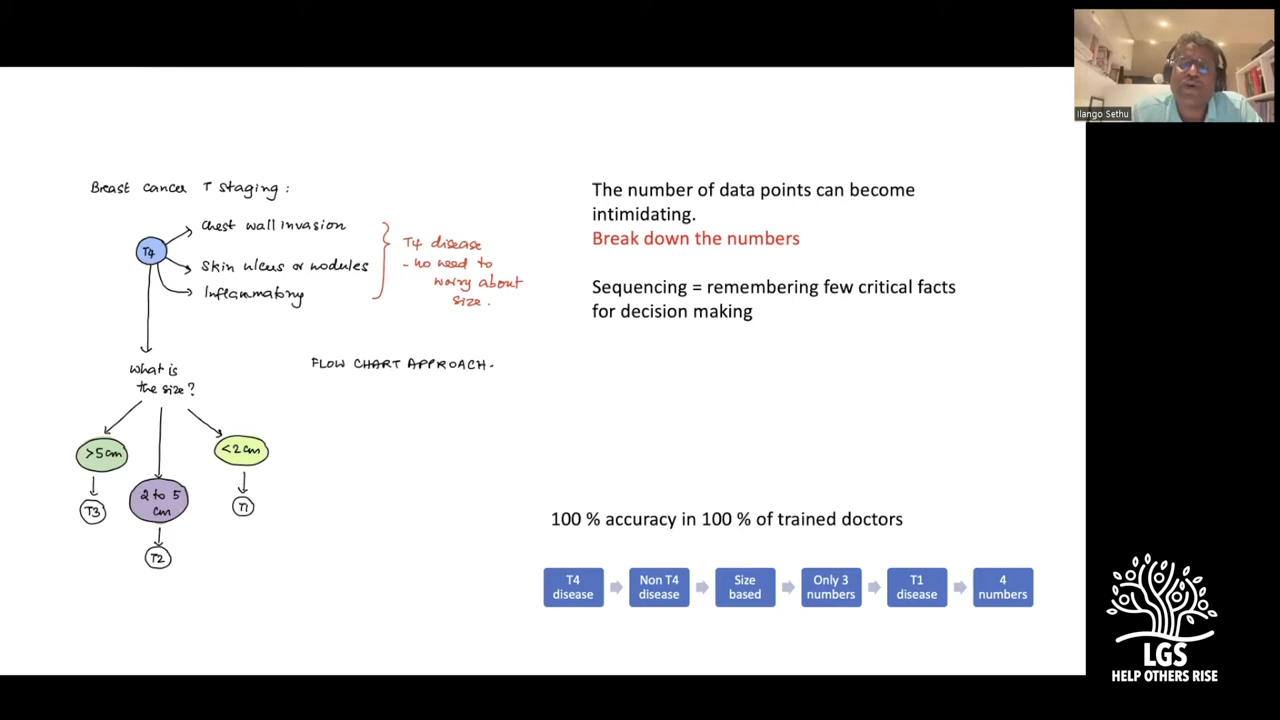 Ilango Sethu
Breast cancer T staging:
T4
chest wall invasion
skin ulcers or nodules
Inflammatory
T4 disease
- no need to
worry about
size.
What is
the size?
FLOW CHART APPROACH.
>5cm
<2cm
2 to 5
cm
T3
T1
T2
The number of data points can become
intimidating.
Break down the numbers
Sequencing = remembering few critical facts
for decision making
100 % accuracy in 100 % of trained doctors
T4
disease
Non T4
disease
Size
based
Only 3
numbers
T1
disease
4
numbers
LGS
HELP OTHERS RISE